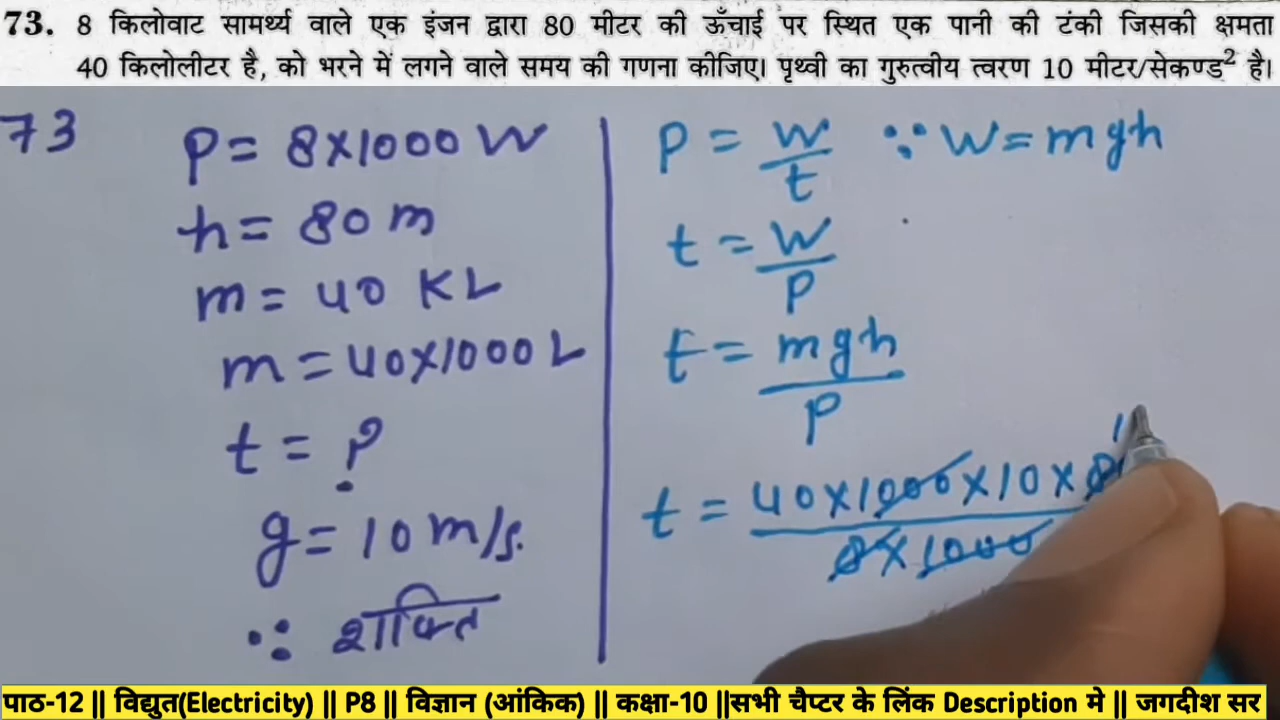 73. 8 किलोवाट सामर्थ्य वाले एक इंजन द्वारा 80 मीटर की ऊँचाई पर स्थित एक पानी की टंकी जिसकी क्षमता
40 किलोलीटर है, को भरने में लगने वाले समय की गणना कीजिए। पृथ्वी का गुरुत्वीय त्वरण 10 मीटर/सेकण्ड² है।
73
P = 8×1000 W
h = 80 m
m = 40 KL
m = 40×1000 L
t = ?
g = 10 m/s.
∵ शक्ति
P = W/t ∵ W = mgh
t = W/P
t = mgh/P
t = 40×1000×10×8
8×1000
पाठ-12 || विद्युत(Electricity) || P8 || विज्ञान (आंकिक) || कक्षा-10 ||सभी चैप्टर के लिंक Description मे || जगदीश सर